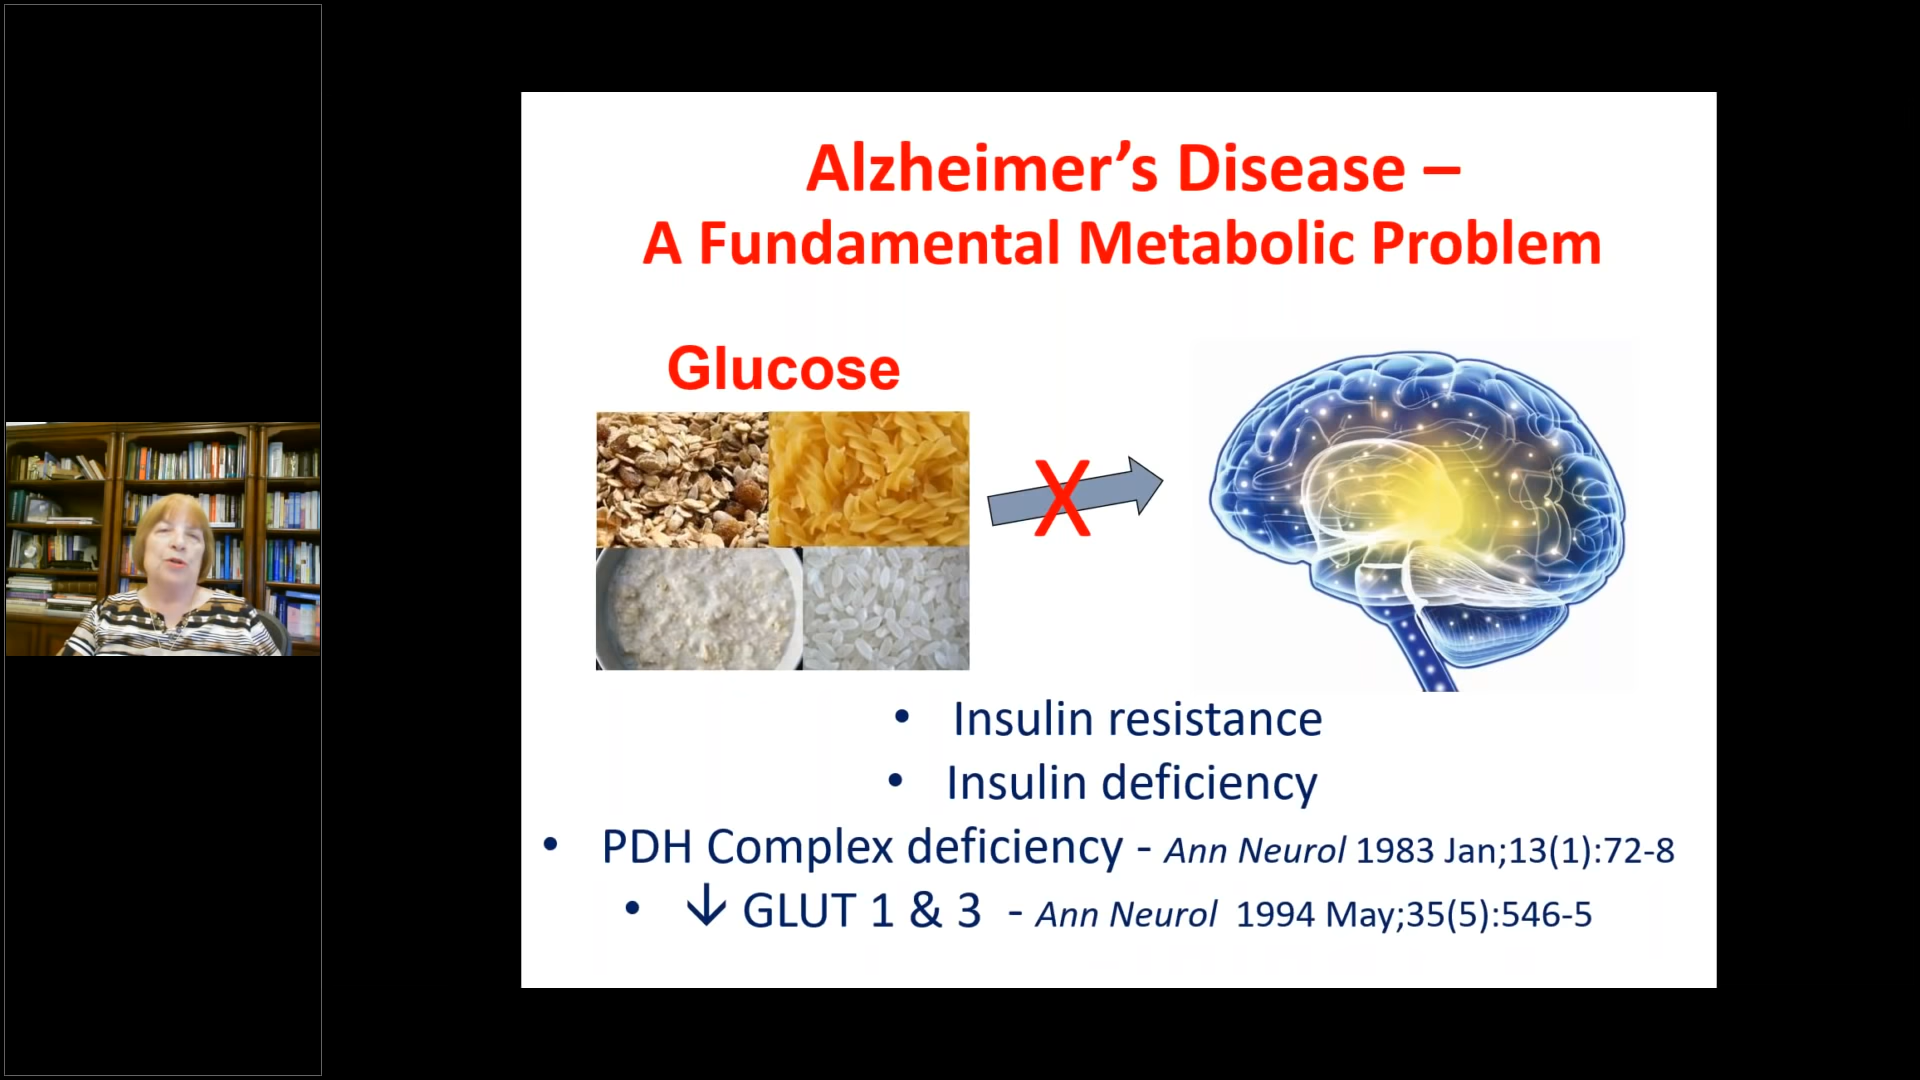 Alzheimer’s Disease –
A Fundamental Metabolic Problem
Glucose
X
• Insulin resistance
• Insulin deficiency
• PDH Complex deficiency - Ann Neurol 1983 Jan;13(1):72-8
• ↓ GLUT 1 & 3 - Ann Neurol 1994 May;35(5):546-5